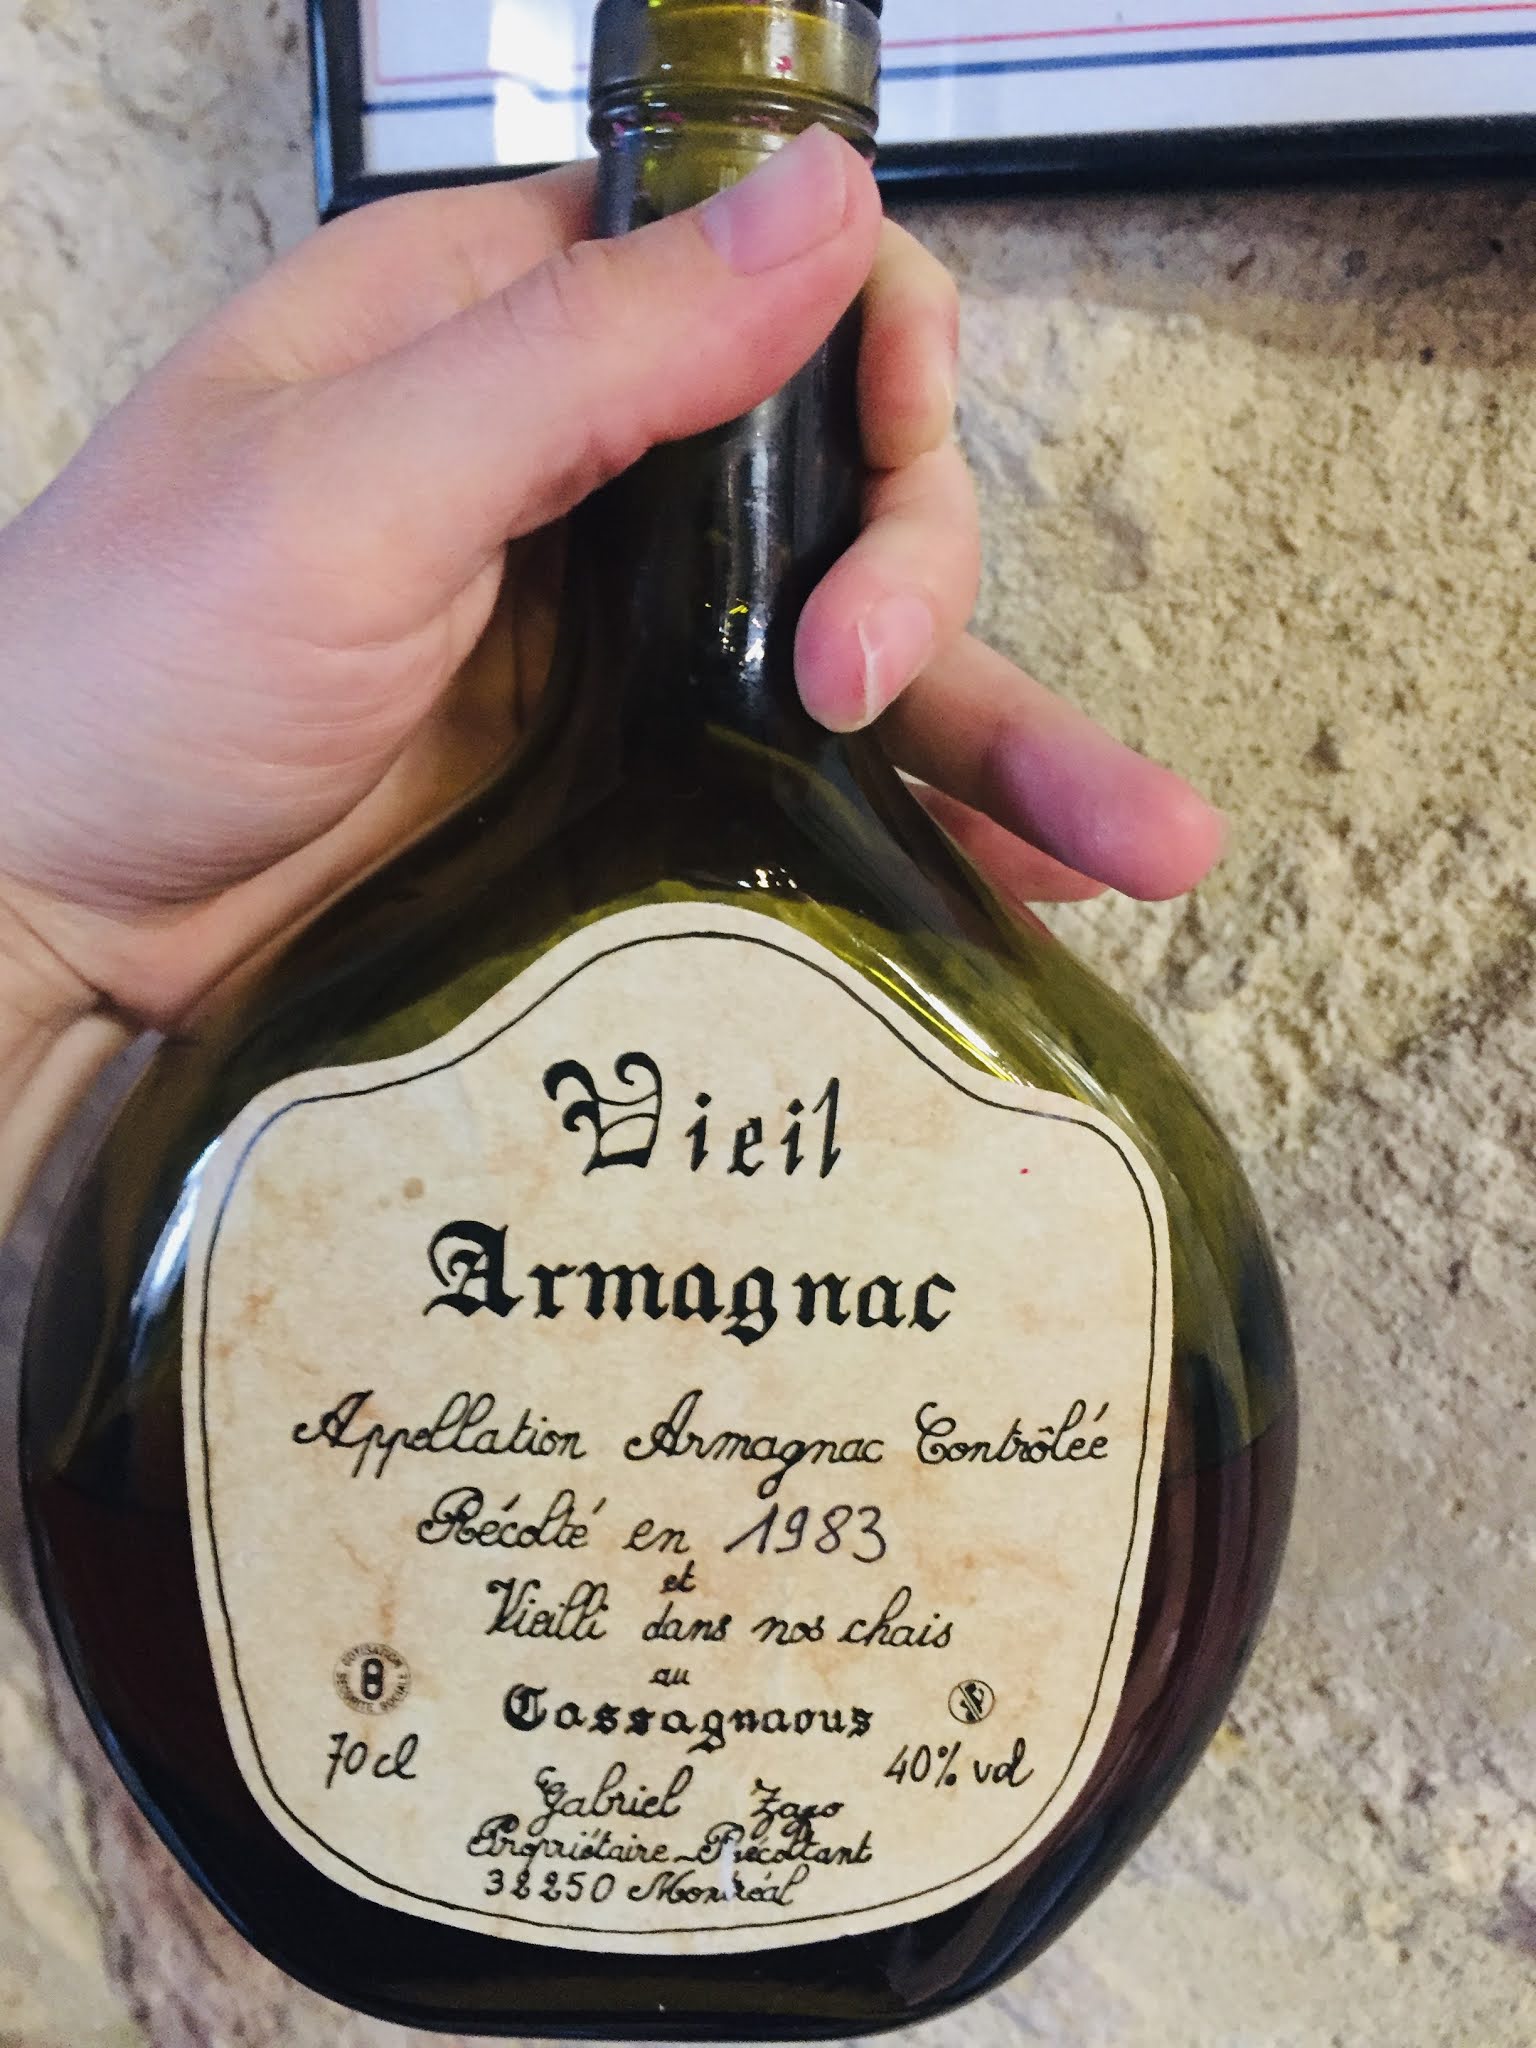 Vieil
Armagnac
Appellation Armagnac Contrôlée
Récolté en 1983
et
Vieilli dans nos chais
au
Cassagnaous
70 cl
40% vol
Gabriel Zago
Propriétaire-Récoltant
32250 Montréal